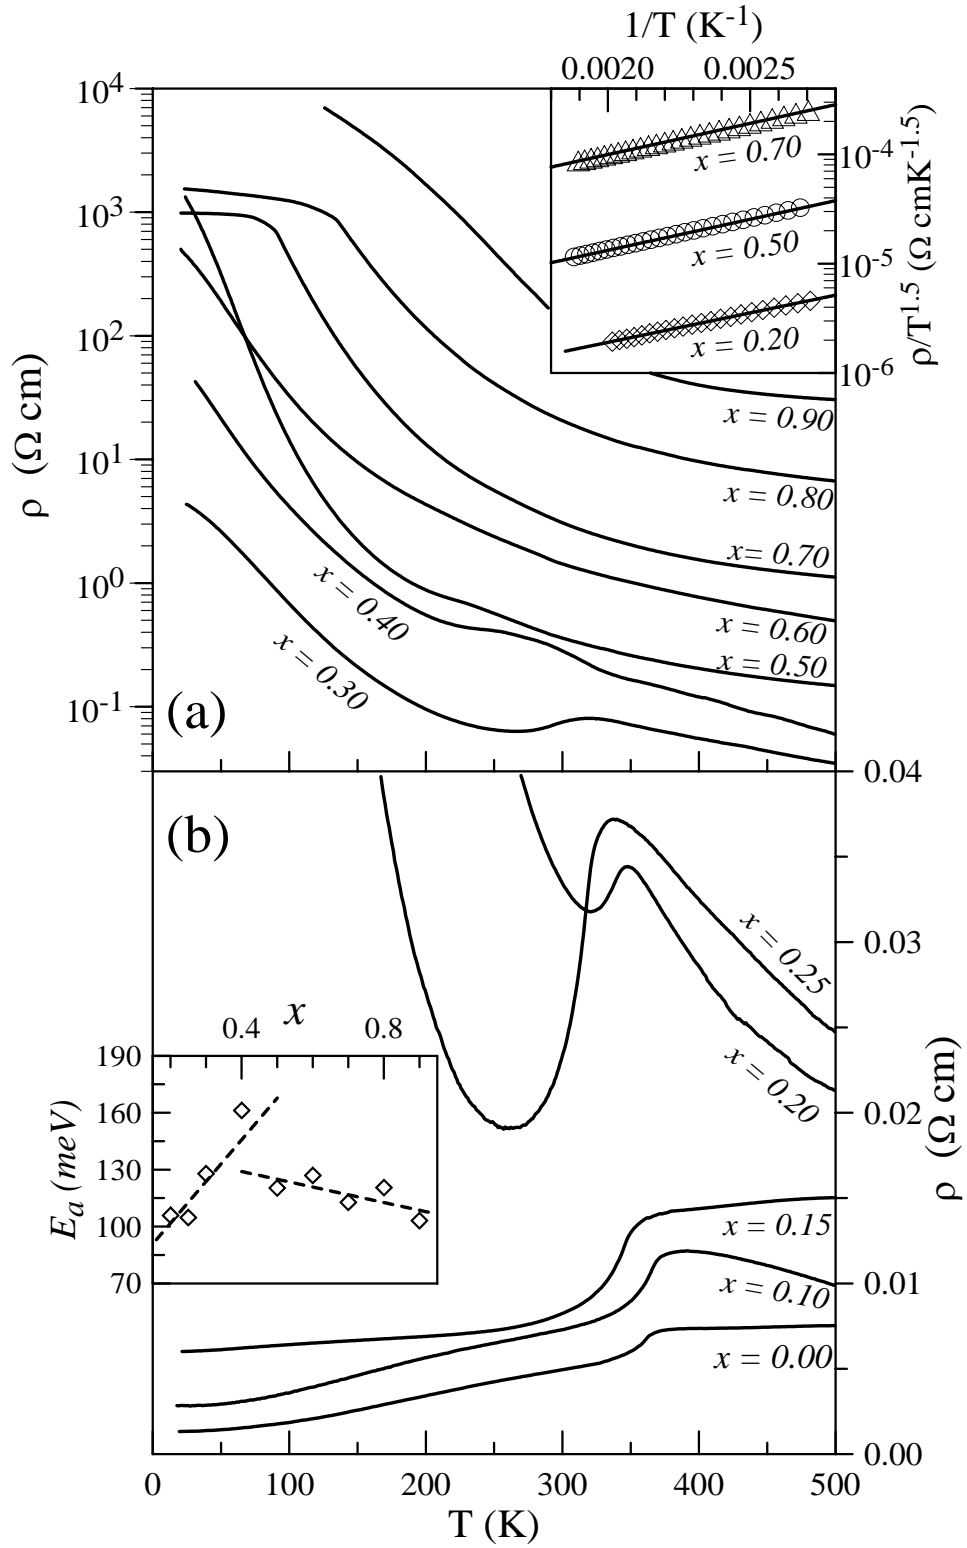 1/T (K-1)
0.0020 0.0025
10^4
10^3
10^2
10^1
10^0
10^-1
ρ (Ω cm)
x = 0.70
x = 0.50
x = 0.20
10^-4
10^-5
10^-6
ρ/T^1.5 (Ω cmK^-1.5)
x = 0.90
x = 0.80
x= 0.70
x = 0.60
x = 0.50
x = 0.40
x = 0.30
(a)
(b)
0.04
0.03
0.02
0.01
0.00
ρ (Ω cm)
x = 0.25
x = 0.20
x = 0.15
x = 0.10
x = 0.00
x
0.4 0.8
190
160
130
100
70
E_a (meV)
0 100 200 300 400 500
T (K)